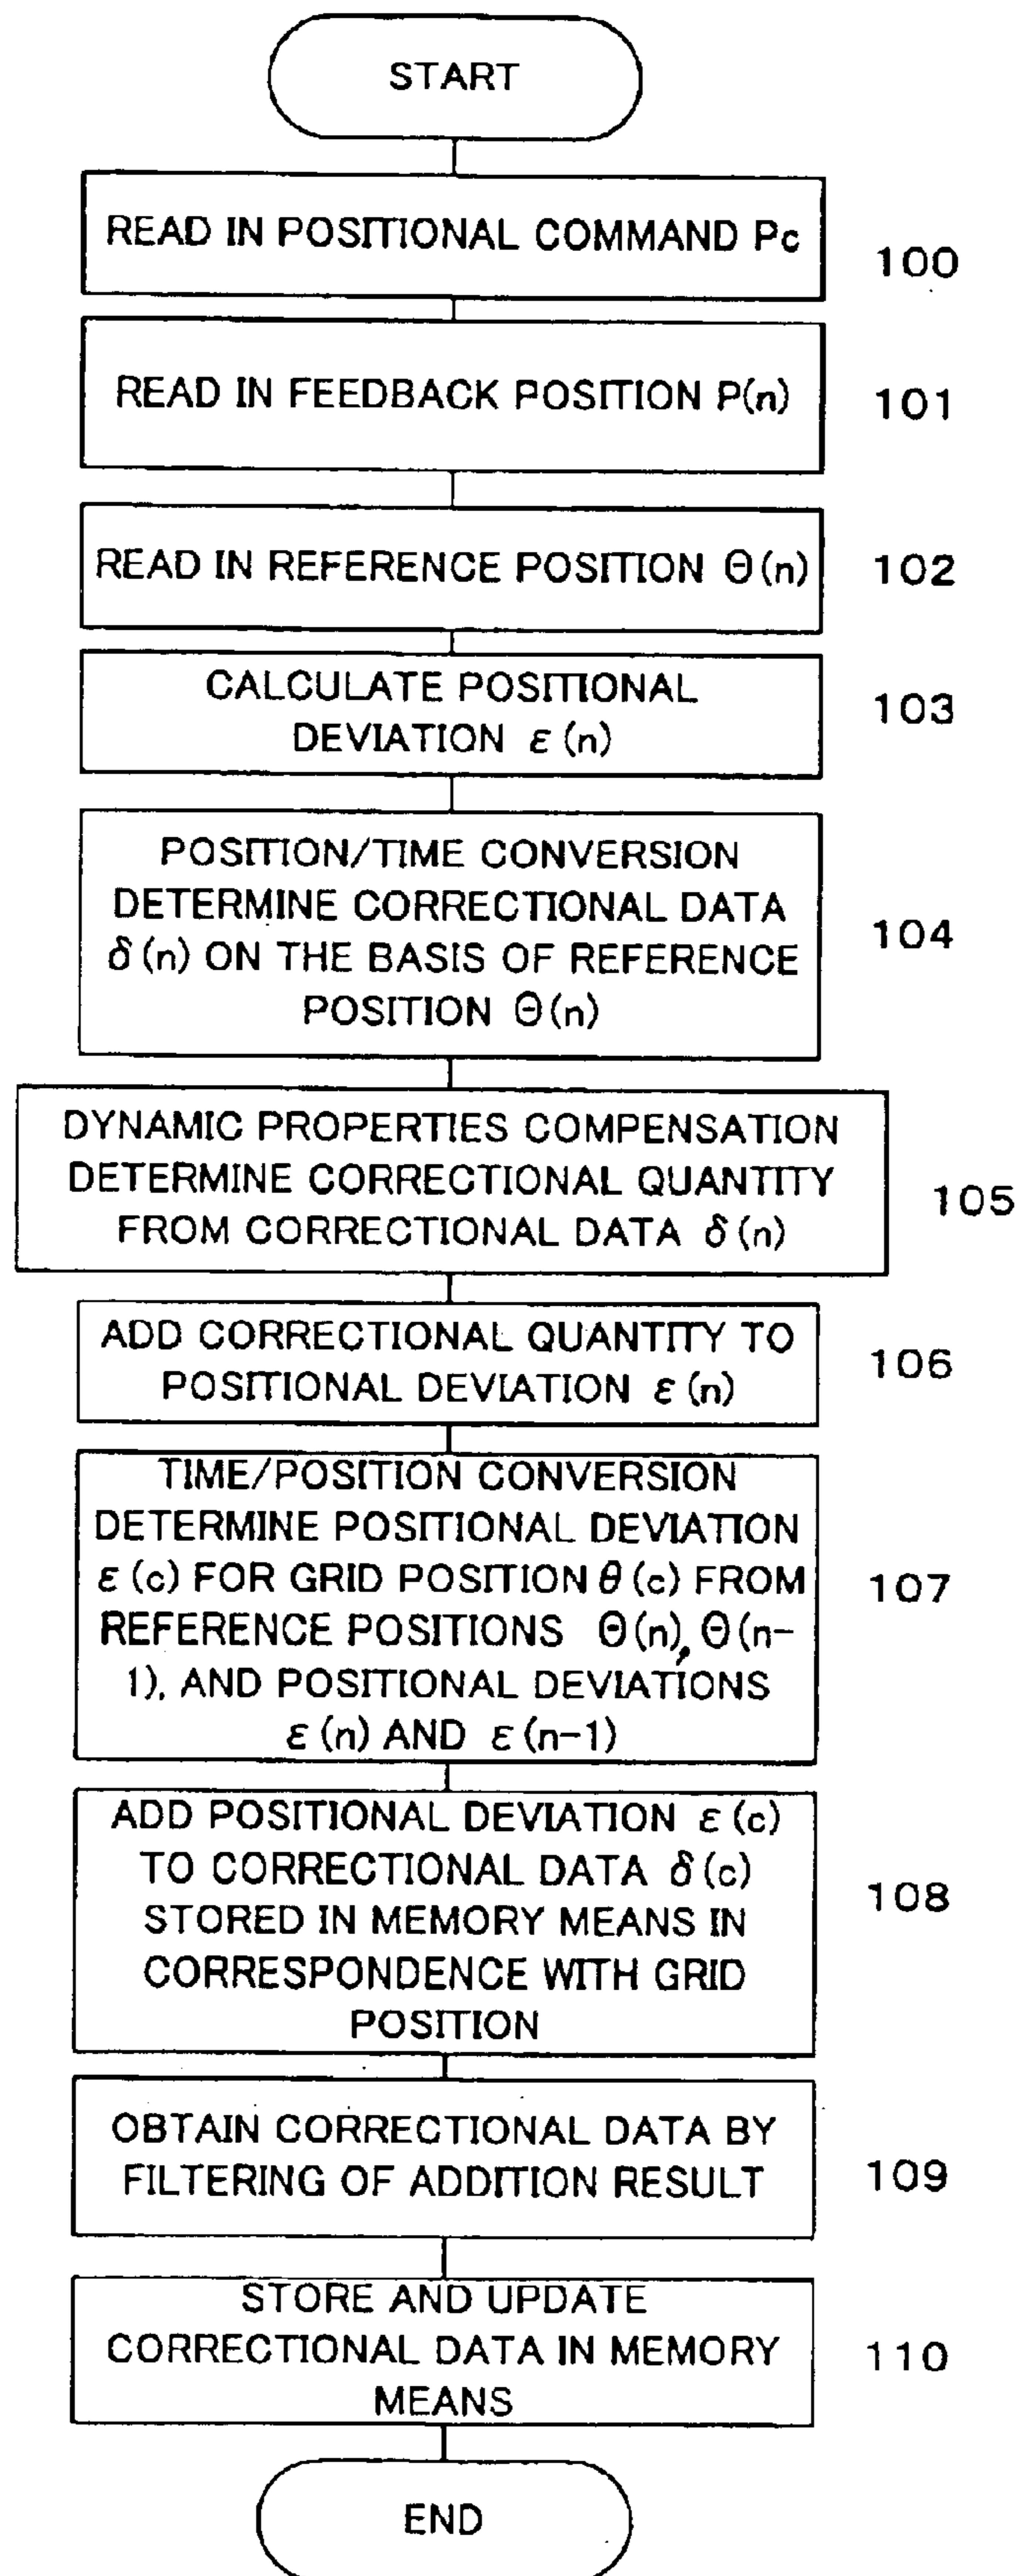 START
READ IN POSITIONAL COMMAND Pc
100
READ IN FEEDBACK POSITION P(n)
101
READ IN REFERENCE POSITION Θ(n)
102
CALCULATE POSITIONAL
DEVIATION ε(n)
103
POSITION/TIME CONVERSION
DETERMINE CORRECTIONAL DATA
δ(n) ON THE BASIS OF REFERENCE
POSITION Θ(n)
104
DYNAMIC PROPERTIES COMPENSATION
DETERMINE CORRECTIONAL QUANTITY
FROM CORRECTIONAL DATA δ(n)
105
ADD CORRECTIONAL QUANTITY TO
POSITIONAL DEVIATION ε(n)
106
TIME/POSITION CONVERSION
DETERMINE POSITIONAL DEVIATION
ε(c) FOR GRID POSITION θ(c) FROM
REFERENCE POSITIONS Θ(n), Θ(n-
1), AND POSITIONAL DEVIATIONS
ε(n) AND ε(n-1)
107
ADD POSITIONAL DEVIATION ε(c)
TO CORRECTIONAL DATA δ(c)
STORED IN MEMORY MEANS IN
CORRESPONDENCE WITH GRID
POSITION
108
OBTAIN CORRECTIONAL DATA BY
FILTERING OF ADDITION RESULT
109
STORE AND UPDATE
CORRECTIONAL DATA IN MEMORY
MEANS
110
END